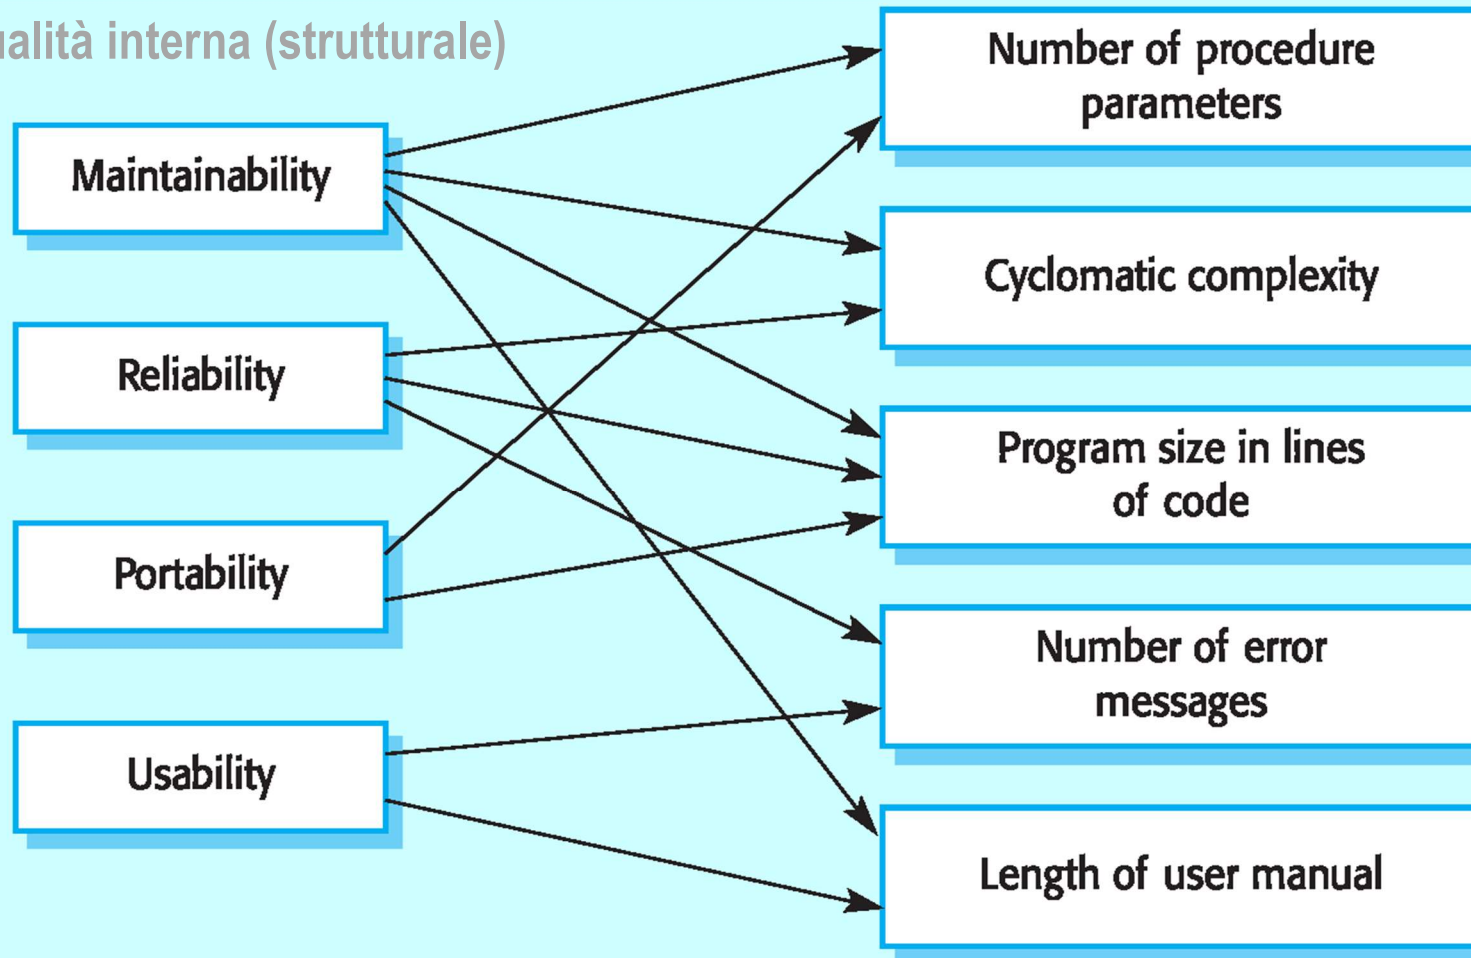 interna (strutturale)
Maintainability
Reliability
Portability
Usability
Number of procedure
parameters
Cyclomatic complexity
Program size in lines
of code
Number of error
messages
Length of user manual